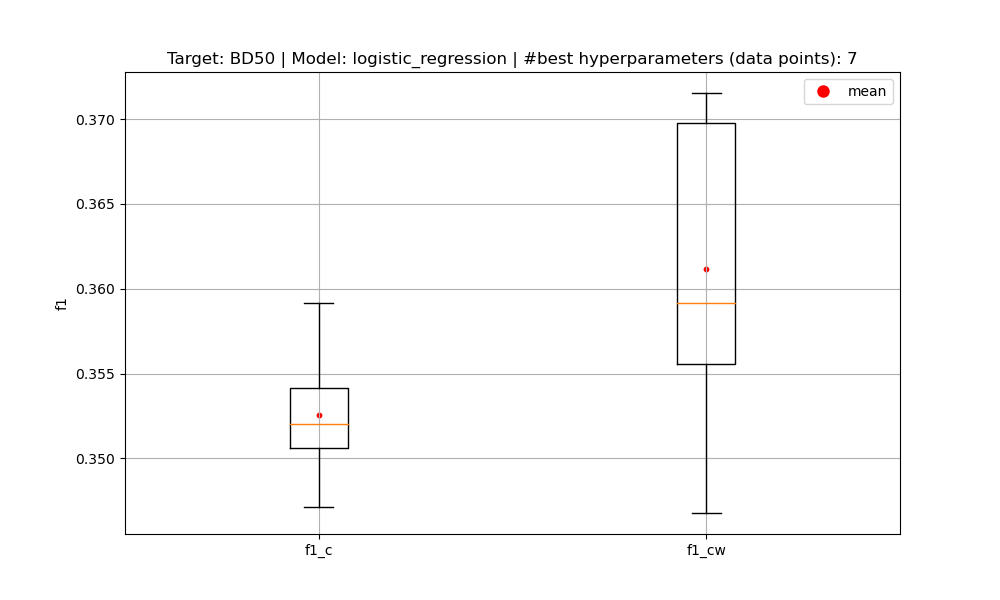 Target: BD50 | Model: logistic_regression | #best hyperparameters (data points): 7
mean
0.370
0.365
0.360
0.355
0.350
f1
f1_c
f1_cw